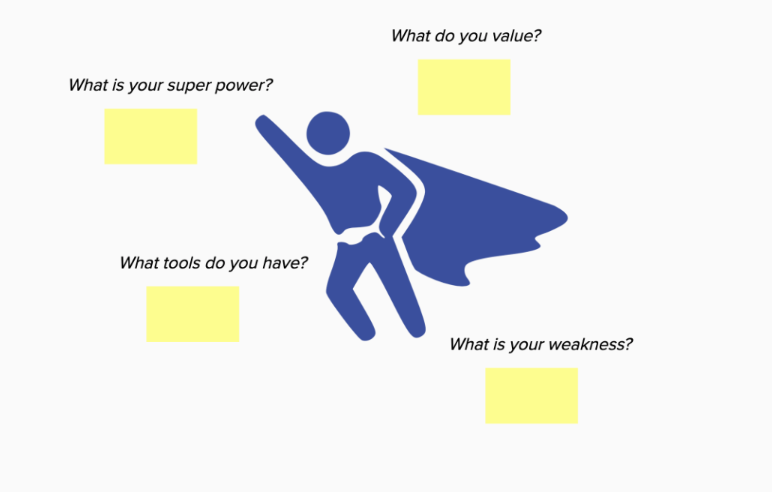 What do you value?
What is your super power?
What tools do you have?
What is your weakness?